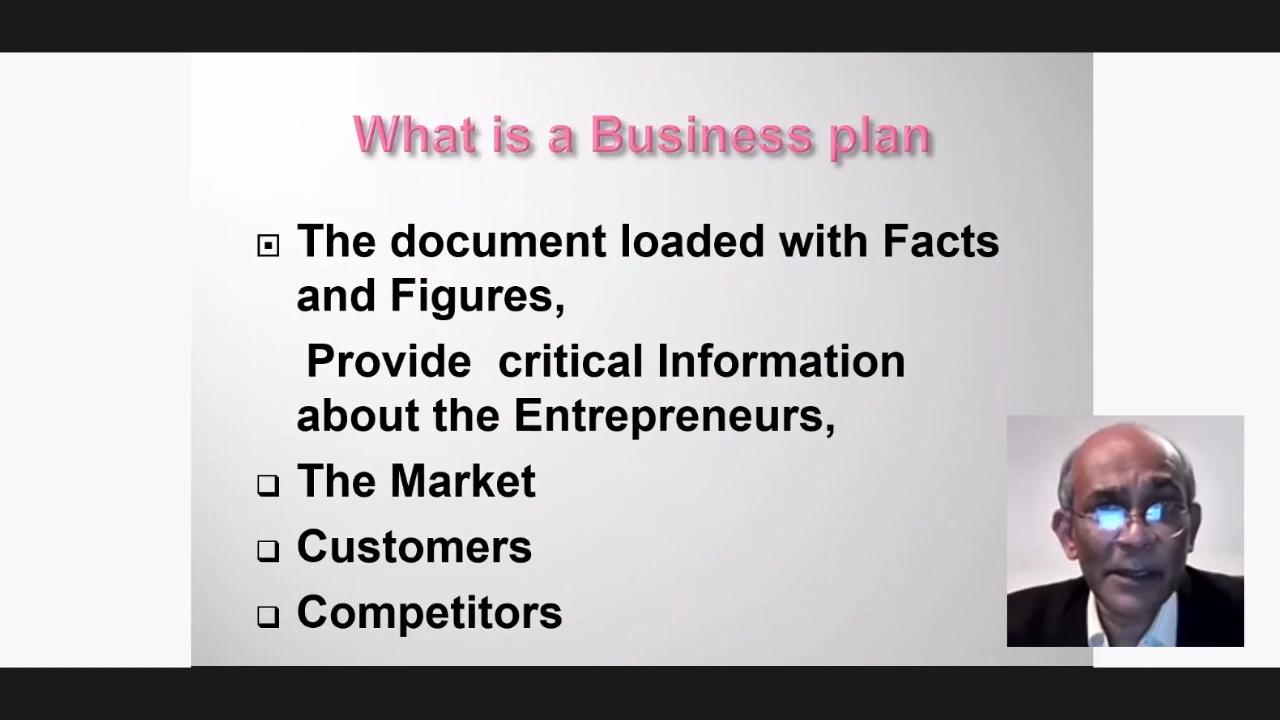 What is a Business plan
The document loaded with Facts
and Figures,
Provide critical Information
about the Entrepreneurs,
The Market
Customers
Competitors